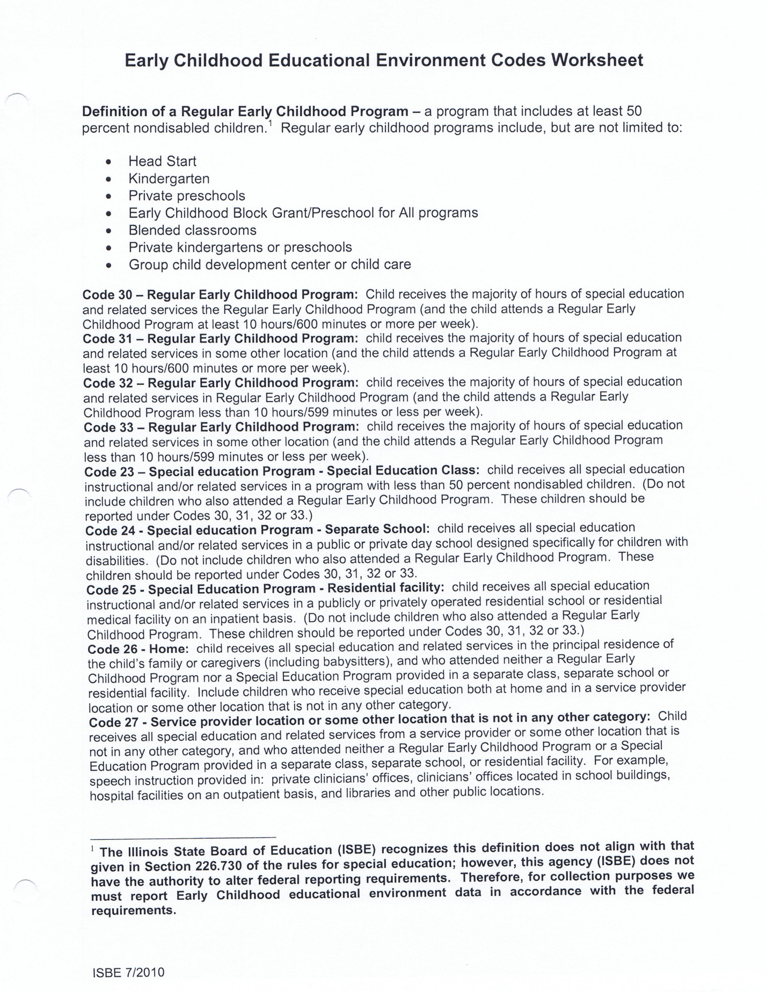 Early Childhood Educational Environment Codes Worksheet
Definition of a Regular Early Childhood Program – a program that includes at least 50
percent nondisabled children.1 Regular early childhood programs include, but are not limited to:
• Head Start
• Kindergarten
• Private preschools
• Early Childhood Block Grant/Preschool for All programs
• Blended classrooms
• Private kindergartens or preschools
• Group child development center or child care
Code 30 – Regular Early Childhood Program: Child receives the majority of hours of special education
and related services the Regular Early Childhood Program (and the child attends a Regular Early
Childhood Program at least 10 hours/600 minutes or more per week).
Code 31 – Regular Early Childhood Program: child receives the majority of hours of special education
and related services in some other location (and the child attends a Regular Early Childhood Program at
least 10 hours/600 minutes or more per week).
Code 32 – Regular Early Childhood Program: child receives the majority of hours of special education
and related services in Regular Early Childhood Program (and the child attends a Regular Early
Childhood Program less than 10 hours/599 minutes or less per week).
Code 33 – Regular Early Childhood Program: child receives the majority of hours of special education
and related services in some other location (and the child attends a Regular Early Childhood Program
less than 10 hours/599 minutes or less per week).
Code 23 – Special education Program - Special Education Class: child receives all special education
instructional and/or related services in a program with less than 50 percent nondisabled children. (Do not
include children who also attended a Regular Early Childhood Program. These children should be
reported under Codes 30, 31, 32 or 33.)
Code 24 - Special education Program - Separate School: child receives all special education
instructional and/or related services in a public or private day school designed specifically for children with
disabilities. (Do not include children who also attended a Regular Early Childhood Program. These
children should be reported under Codes 30, 31, 32 or 33.
Code 25 - Special Education Program - Residential facility: child receives all special education
instructional and/or related services in a publicly or privately operated residential school or residential
medical facility on an inpatient basis. (Do not include children who also attended a Regular Early
Childhood Program. These children should be reported under Codes 30, 31, 32 or 33.)
Code 26 - Home: child receives all special education and related services in the principal residence of
the child's family or caregivers (including babysitters), and who attended neither a Regular Early
Childhood Program nor a Special Education Program provided in a separate class, separate school or
residential facility. Include children who receive special education both at home and in a service provider
location or some other location that is not in any other category.
Code 27 - Service provider location or some other location that is not in any other category: Child
receives all special education and related services from a service provider or some other location that is
not in any other category, and who attended neither a Regular Early Childhood Program or a Special
Education Program provided in a separate class, separate school, or residential facility. For example,
speech instruction provided in: private clinicians' offices, clinicians' offices located in school buildings,
hospital facilities on an outpatient basis, and libraries and other public locations.
1 The Illinois State Board of Education (ISBE) recognizes this definition does not align with that
given in Section 226.730 of the rules for special education; however, this agency (ISBE) does not
have the authority to alter federal reporting requirements. Therefore, for collection purposes we
must report Early Childhood educational environment data in accordance with the federal
requirements.
ISBE 7/2010